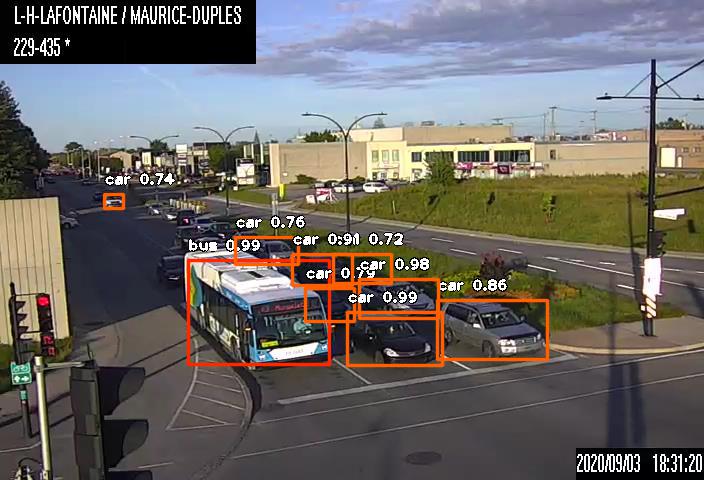 L-H-LAFONTAINE / MAURICE-DUPLES
229-435 *
car 0.74
car 0.76
bus 0.99
car 0.91
0.72
car 0.79
car 0.98
car 0.86
car 0.99
2020/09/03 18:31:20